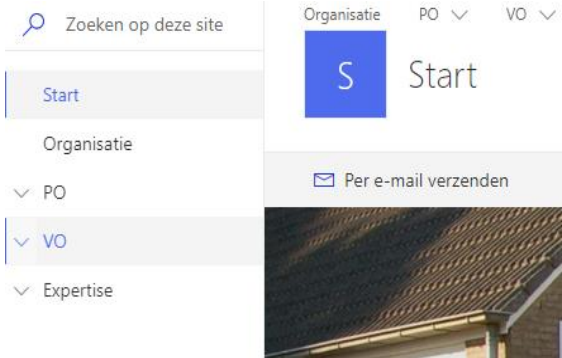 Zoeken op deze site
Start
Organisatie
PO
VO
Expertise
Organisatie PO VO
S Start
Per e-mail verzenden